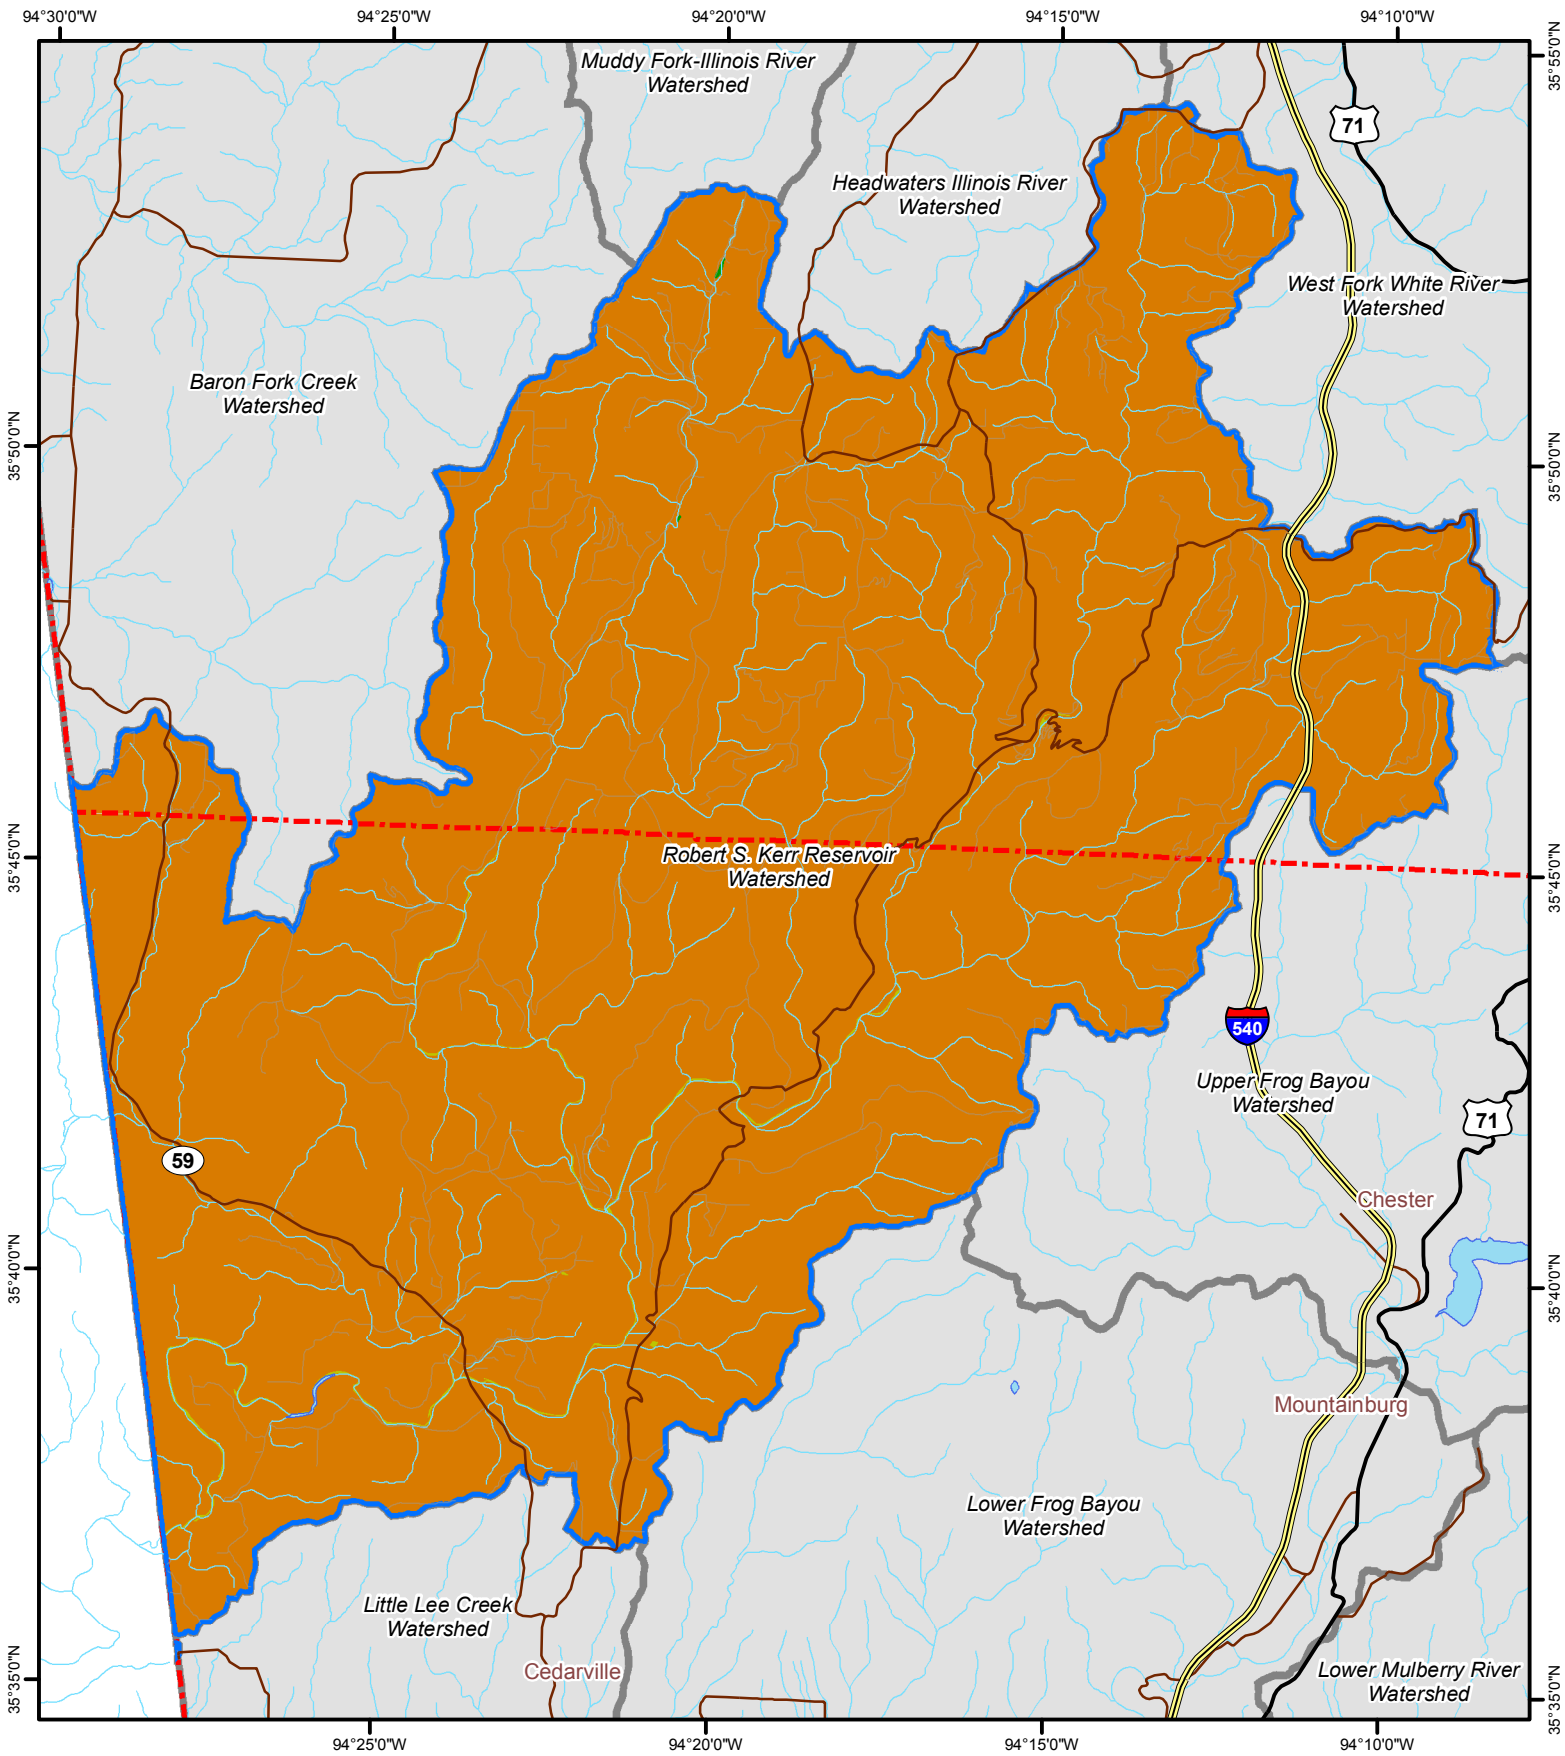 94°30'0"W
94°25'0"W
94°20'0"W
94°15'0"W
94°10'0"W
35°55'0"N
Muddy Fork-Illinois River
Watershed
71
Headwaters Illinois River
Watershed
West Fork White River
Watershed
Baron Fork Creek
Watershed
35°50'0"N
35°50'0"N
35°45'0"N
Robert S. Kerr Reservoir
Watershed
35°45'0"N
540
Upper Frog Bayou
Watershed
71
59
Chester
35°40'0"N
35°40'0"N
Mountainburg
Lower Frog Bayou
Watershed
Little Lee Creek
Watershed
Cedarville
Lower Mulberry River
Watershed
35°35'0"N
35°35'0"N
94°25'0"W
94°20'0"W
94°15'0"W
94°10'0"W